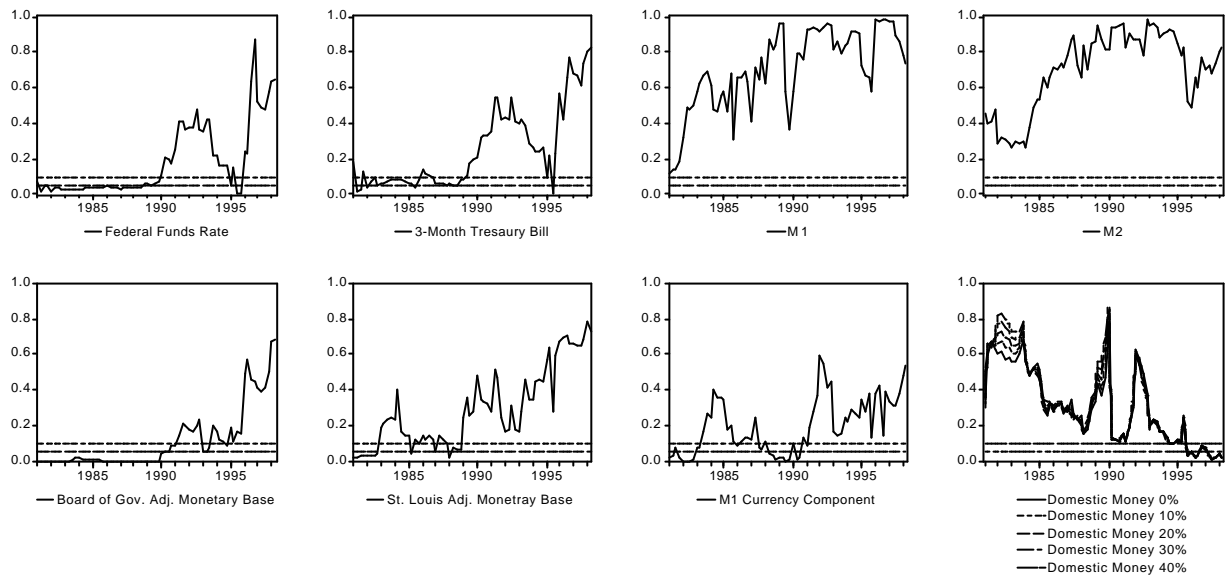 1.0
0.8
0.6
0.4
0.2
0.0
1985 1990 1995
Federal Funds Rate
1.0
0.8
0.6
0.4
0.2
0.0
1985 1990 1995
3-Month Tresaury Bill
1.0
0.8
0.6
0.4
0.2
0.0
1985 1990 1995
M1
1.0
0.8
0.6
0.4
0.2
0.0
1985 1990 1995
M2
1.0
0.8
0.6
0.4
0.2
0.0
1985 1990 1995
Board of Gov. Adj. Monetary Base
1.0
0.8
0.6
0.4
0.2
0.0
1985 1990 1995
St. Louis Adj. Monetray Base
1.0
0.8
0.6
0.4
0.2
0.0
1985 1990 1995
M1 Currency Component
1.0
0.8
0.6
0.4
0.2
0.0
1985 1990 1995
Domestic Money 0%
Domestic Money 10%
Domestic Money 20%
Domestic Money 30%
Domestic Money 40%